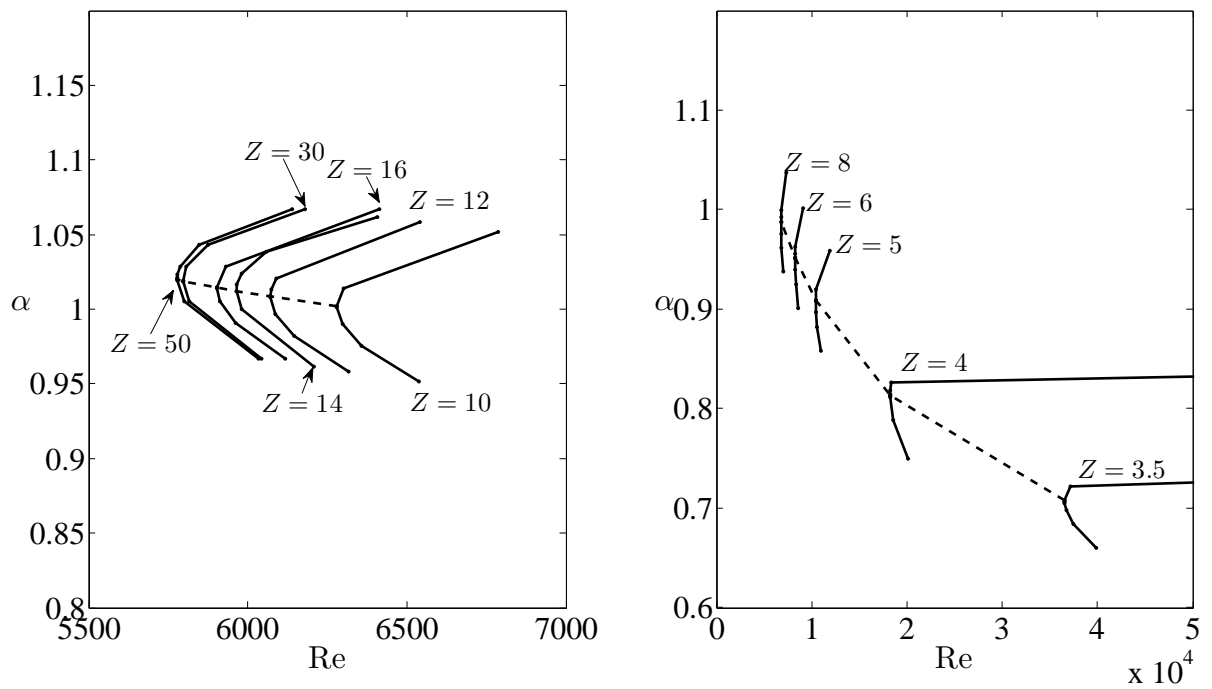 1.15
1.1
1.05
α
1
0.95
0.9
0.85
0.8
5500
6000
6500
7000
Re
Z = 30
Z = 16
Z = 12
Z = 50
Z = 14
Z = 10
1.1
1
α
0.9
0.8
0.7
0.6
0
1
2
3
4
5
Re
x 10⁴
Z = 8
Z = 6
Z = 5
Z = 4
Z = 3.5